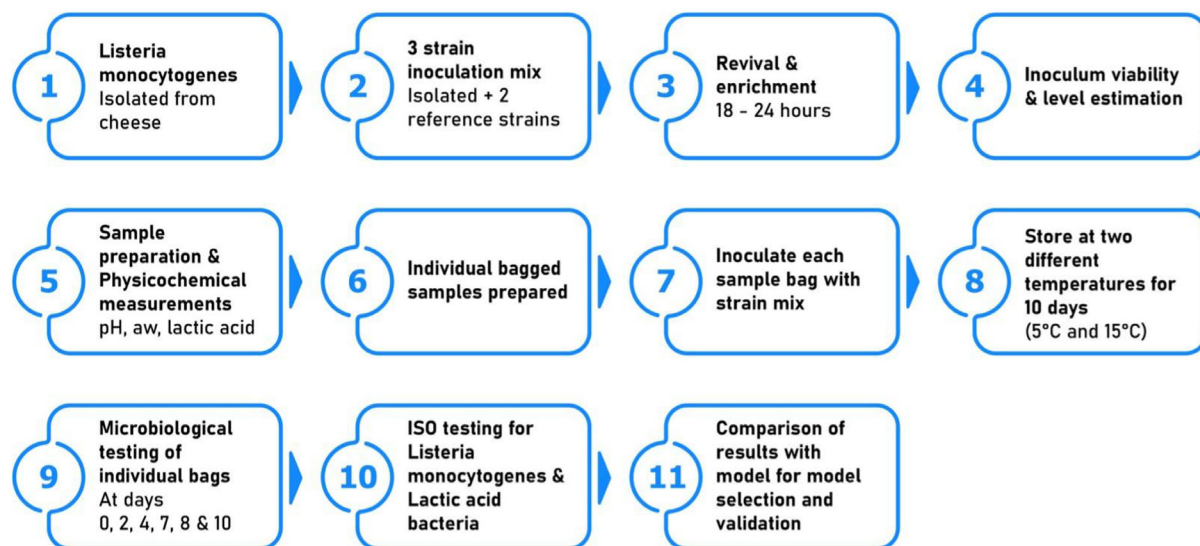 1
Listeria
monocytogenes
Isolated from
cheese
2
3 strain
inoculation mix
Isolated + 2
reference strains
3
Revival &
enrichment
18 - 24 hours
4
Inoculum viability
& level estimation
5
Sample
preparation &
Physicochemical
measurements
pH, aw, lactic acid
6
Individual bagged
samples prepared
7
Inoculate each
sample bag with
strain mix
8
Store at two
different
temperatures for
10 days
(5°C and 15°C)
9
Microbiological
testing of
individual bags
At days
0, 2, 4, 7, 8 & 10
10
ISO testing for
Listeria
monocytogenes &
Lactic acid
bacteria
11
Comparison of
results with
model for model
selection and
validation